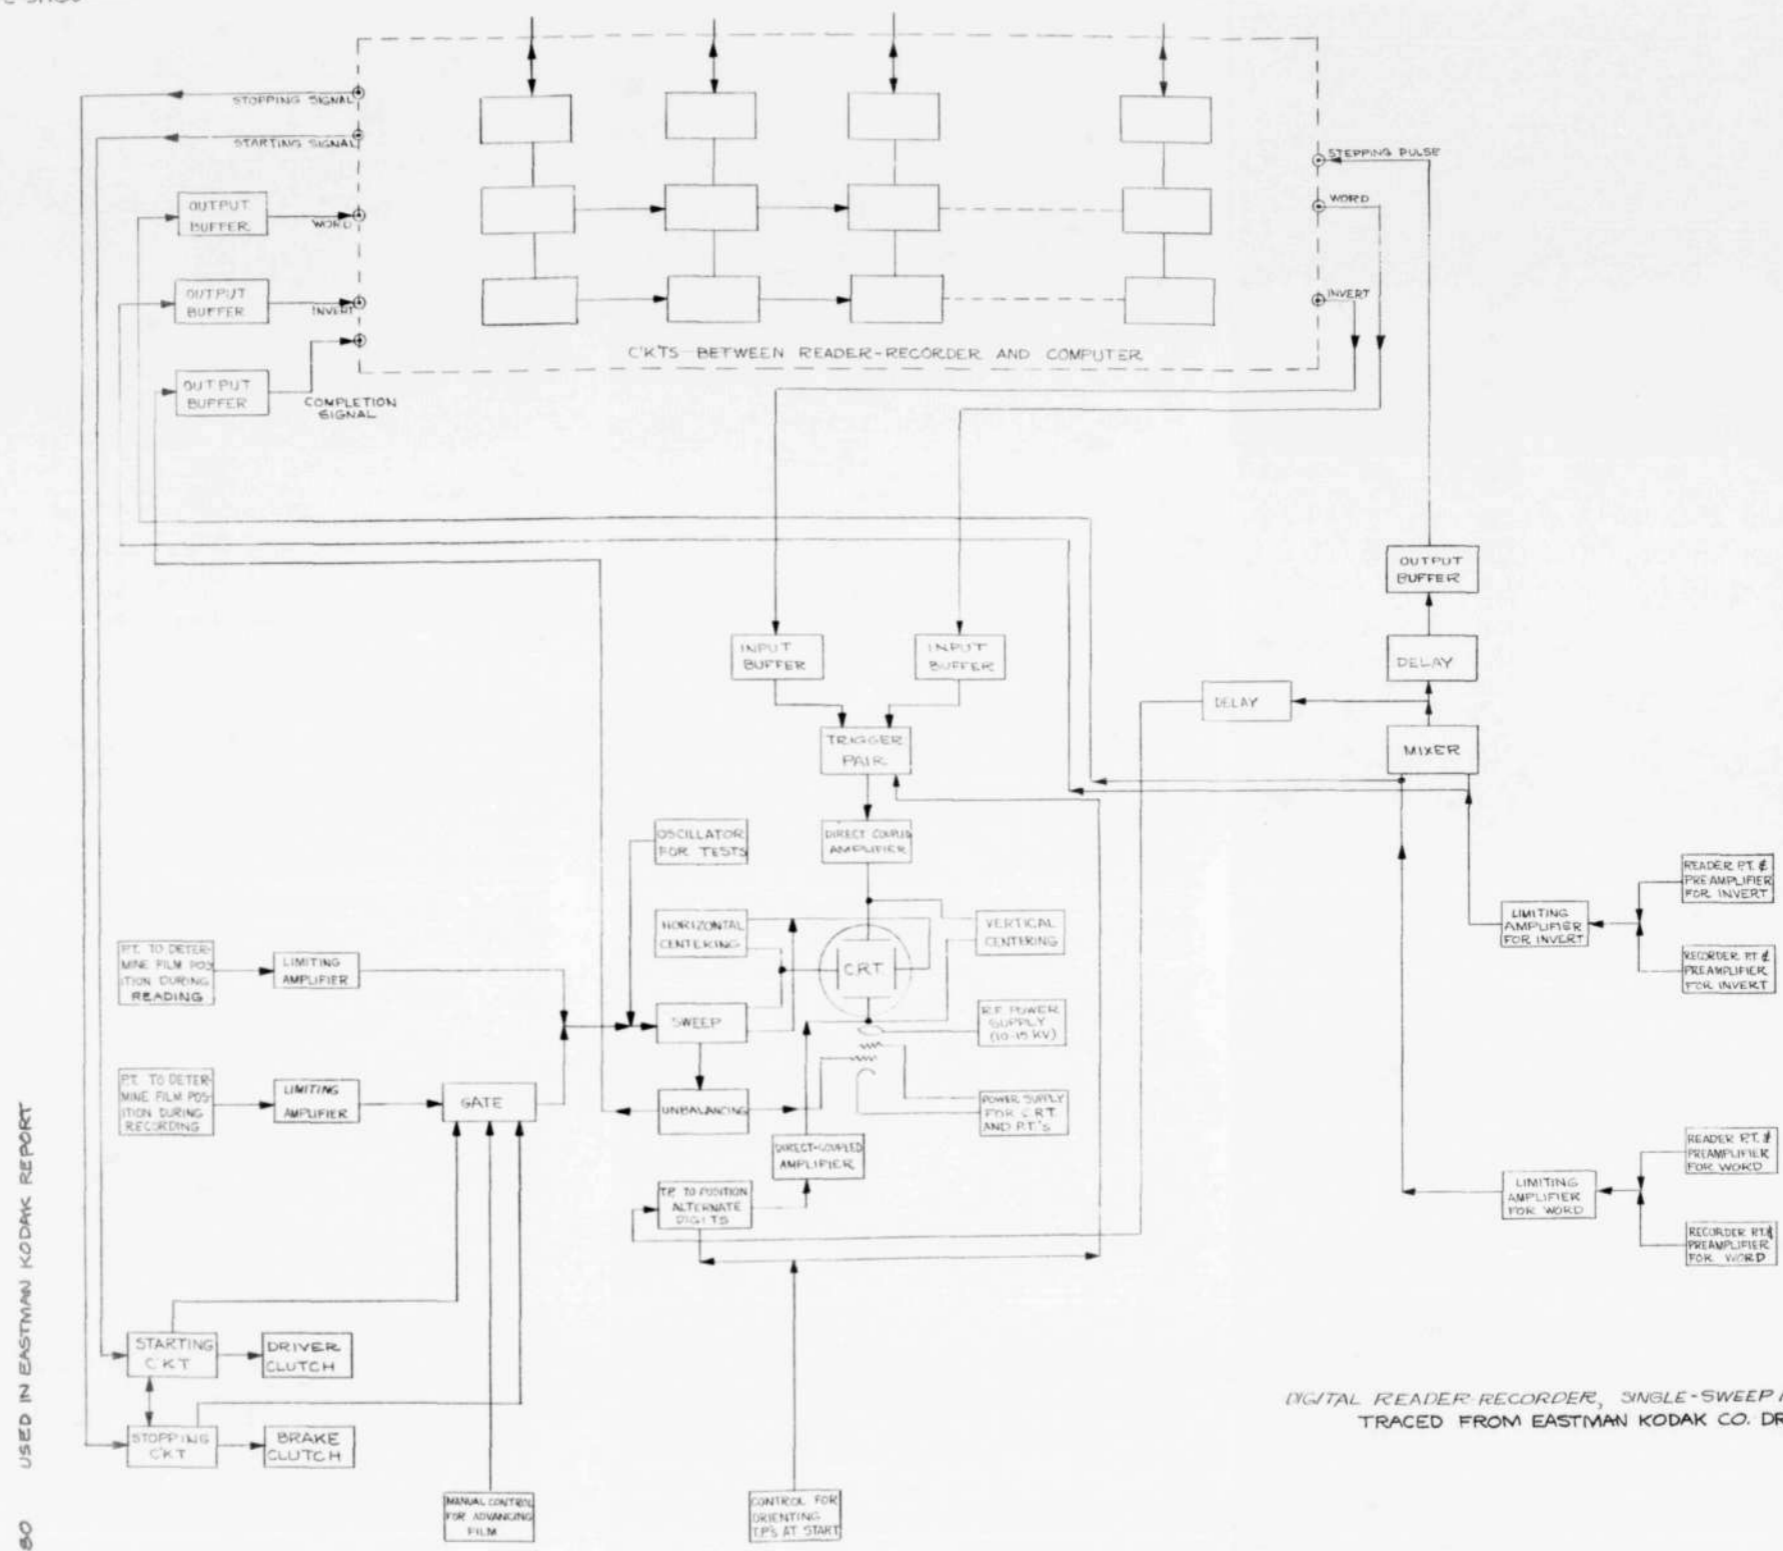 STOPPING SIGNAL
STARTING SIGNAL
STEPPING PULSE
OUTPUT
BUFFER
WORD
WORD
OUTPUT
BUFFER
INVERT
INVERT
C'KTS BETWEEN READER-RECORDER AND COMPUTER
OUTPUT
BUFFER
COMPLETION
SIGNAL
OUTPUT
BUFFER
INPUT
BUFFER
INPUT
BUFFER
DELAY
DELAY
TRIGGER
PAIR
MIXER
OSCILLATOR
FOR TESTS
DIRECT COUPLED
AMPLIFIER
READER P.T. &
PREAMPLIFIER
FOR INVERT
HORIZONTAL
CENTERING
VERTICAL
CENTERING
LIMITING
AMPLIFIER
FOR INVERT
P.T. TO DETER-
MINE FILM POS
ITION DURING
READING
LIMITING
AMPLIFIER
C.R.T.
RECORDER P.T. &
PREAMPLIFIER
FOR INVERT
SWEEP
R.F. POWER
SUPPLY
(10-15 KV)
P.T. TO DETER-
MINE FILM POS-
ITION DURING
RECORDING
LIMITING
AMPLIFIER
GATE
UNBALANCING
POWER SUPPLY
FOR C.R.T.
AND P.T.'S
DIRECT-COUPLED
AMPLIFIER
READER P.T. &
PREAMPLIFIER
FOR WORD
T.P. TO POSITION
ALTERNATE
DIGITS
LIMITING
AMPLIFIER
FOR WORD
RECORDER P.T. &
PREAMPLIFIER
FOR WORD
STARTING
C'KT
DRIVER
CLUTCH
STOPPING
C'KT
BRAKE
CLUTCH
MANUAL CONTROL
FOR ADVANCING
FILM
CONTROL FOR
ORIENTING
T.P.'S AT START
DIGITAL READER-RECORDER, SINGLE-SWEEP
TRACED FROM EASTMAN KODAK CO.
80 USED IN EASTMAN KODAK REPORT